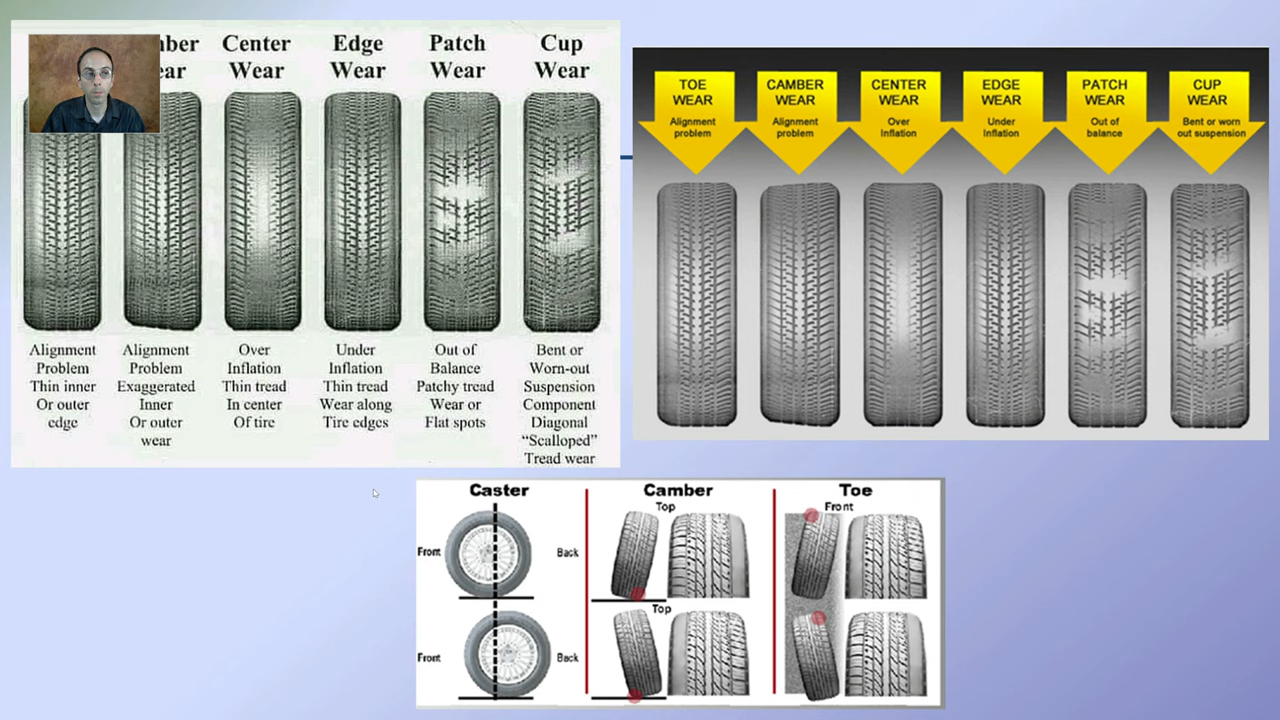 Center Edge Patch Cup
Wear Wear Wear Wear
Alignment Problem Thin inner Or outer edge
Alignment Problem Exaggerated Inner Or outer wear
Over Inflation Thin tread In center Of tire
Under Inflation Thin tread Wear along Tire edges
Out of Balance Patchy tread Wear or Flat spots
Bent or Worn-out Suspension Component Diagonal “Scalloped” Tread wear
TOE WEAR
Alignment problem
CAMBER WEAR
Alignment problem
CENTER WEAR
Over Inflation
EDGE WEAR
Under Inflation
PATCH WEAR
Out of balance
CUP WEAR
Bent or worn out suspension
Caster Camber Toe
Top Front
Front Back
Top
Front Back